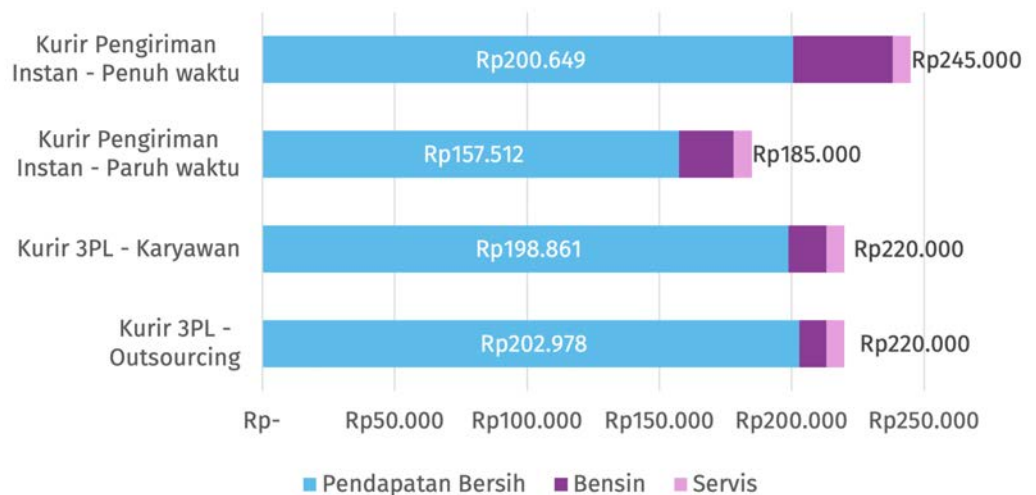 Kurir Pengiriman
Instan - Penuh waktu
Rp200.649
Rp245.000
Kurir Pengiriman
Instan - Paruh waktu
Rp157.512
Rp185.000
Kurir 3PL - Karyawan
Rp198.861
Rp220.000
Kurir 3PL -
Outsourcing
Rp202.978
Rp220.000
Rp- Rp50.000 Rp100.000 Rp150.000 Rp200.000 Rp250.000
Pendapatan Bersih Bensin Servis